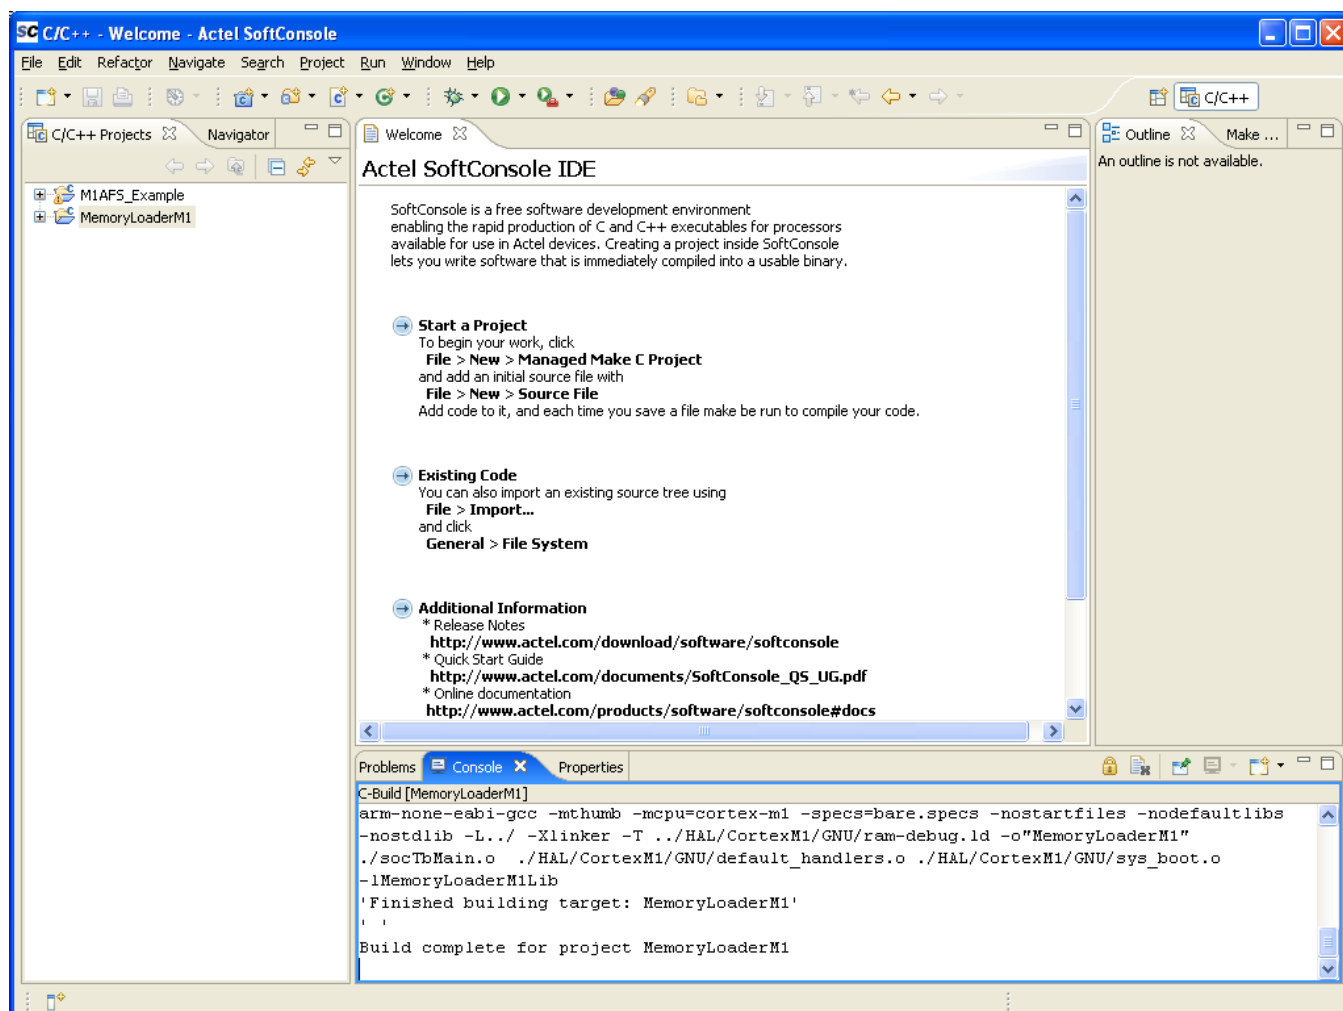 SC C/C++ - Welcome - Actel SoftConsole
File Edit Refactor Navigate Search Project Run Window Help
C/C++
C/C++ Projects Navigator
Welcome
Outline Make ...
Actel SoftConsole IDE
An outline is not available.
M1AFS_Example
MemoryLoaderM1
SoftConsole is a free software development environment
enabling the rapid production of C and C++ executables for processors
available for use in Actel devices. Creating a project inside SoftConsole
lets you write software that is immediately compiled into a usable binary.
Start a Project
To begin your work, click
File > New > Managed Make C Project
and add an initial source file with
File > New > Source File
Add code to it, and each time you save a file make be run to compile your code.
Existing Code
You can also import an existing source tree using
File > Import...
and click
General > File System
Additional Information
* Release Notes
http://www.actel.com/download/software/softconsole
* Quick Start Guide
http://www.actel.com/documents/SoftConsole_QS_UG.pdf
* Online documentation
http://www.actel.com/products/software/softconsole#docs
Problems Console Properties
C-Build [MemoryLoaderM1]
arm-none-eabi-gcc -mthumb -mcpu=cortex-m1 -specs=bare.specs -nostartfiles -nodefaultlibs
-nostdlib -L../ -Xlinker -T ../HAL/CortexM1/GNU/ram-debug.ld -o"MemoryLoaderM1"
./socTbMain.o ./HAL/CortexM1/GNU/default_handlers.o ./HAL/CortexM1/GNU/sys_boot.o
-lMemoryLoaderM1Lib
'Finished building target: MemoryLoaderM1'
' '
Build complete for project MemoryLoaderM1